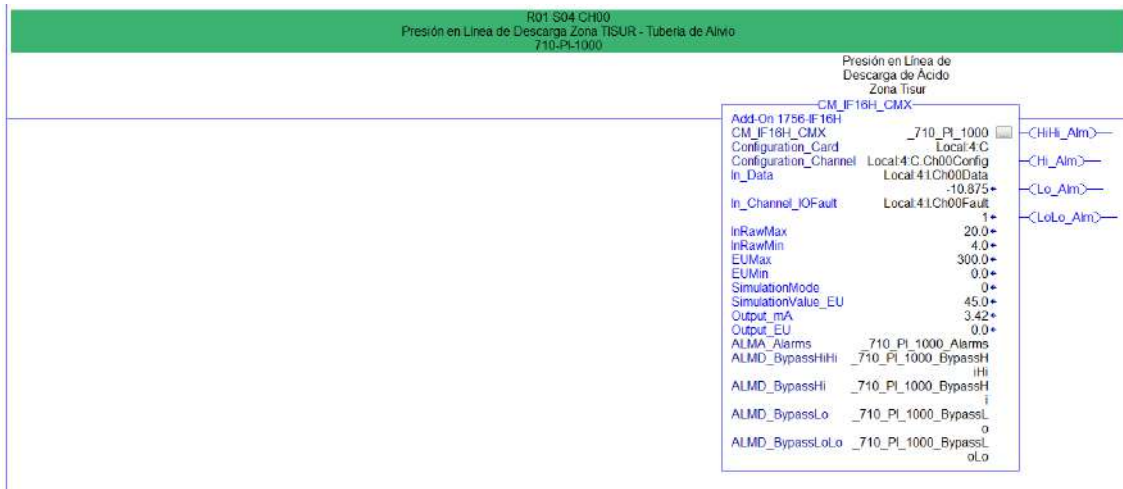 R01 S04 CH00
Presión en Línea de Descarga Zona TISUR - Tubería de Alivio
710-PI-1000
Presión en Línea de
Descarga de Ácido
Zona Tisur
CM_IF16H_CMX
Add-On 1756-IF16H
CM_IF16H_CMX _710_PI_1000
Configuration_Card Local:4:C
Configuration_Channel Local:4:C.Ch00Config
In_Data Local:4:I.Ch00Data
-10.875
In_Channel_IOFault Local:4:I.Ch00Fault
1
InRawMax 20.0
InRawMin 4.0
EUMax 300.0
EUMin 0.0
SimulationMode 0
SimulationValue_EU 45.0
Output_mA 3.42
Output_EU 0.0
ALMA_Alarms _710_PI_1000_Alarms
ALMD_BypassHiHi _710_PI_1000_BypassH
iHi
ALMD_BypassHi _710_PI_1000_BypassH
i
ALMD_BypassLo _710_PI_1000_BypassL
o
ALMD_BypassLoLo _710_PI_1000_BypassL
oLo
HiHi_Alm
Hi_Alm
Lo_Alm
LoLo_Alm